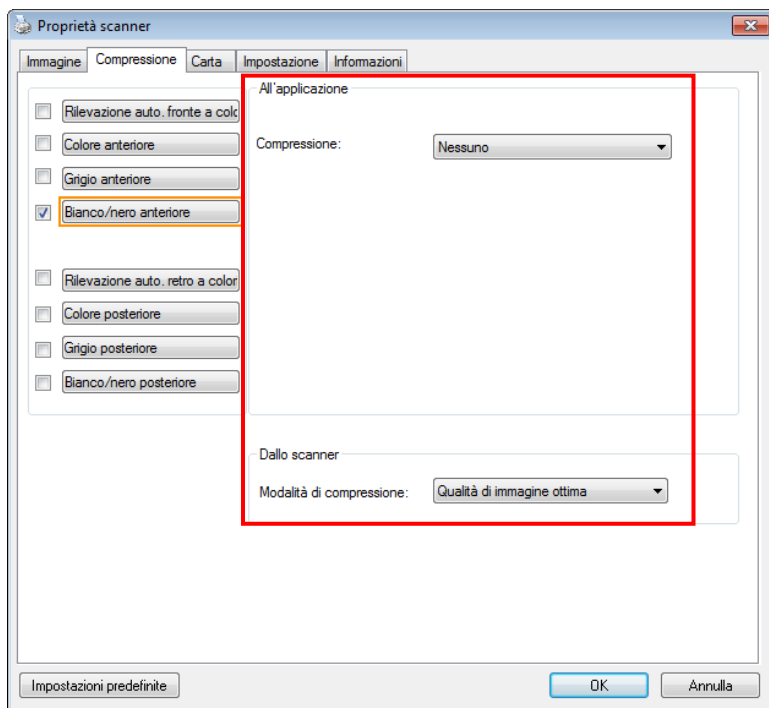 Proprietà scanner
Immagine Compressione Carta Impostazione Informazioni
Rilevazione auto. fronte a colo
Colore anteriore
Grigio anteriore
Bianco/nero anteriore
Rilevazione auto. retro a color
Colore posteriore
Grigio posteriore
Bianco/nero posteriore
All'applicazione
Compressione: Nessuno
Dallo scanner
Modalità di compressione: Qualità di immagine ottima
Impostazioni predefinite OK Annulla